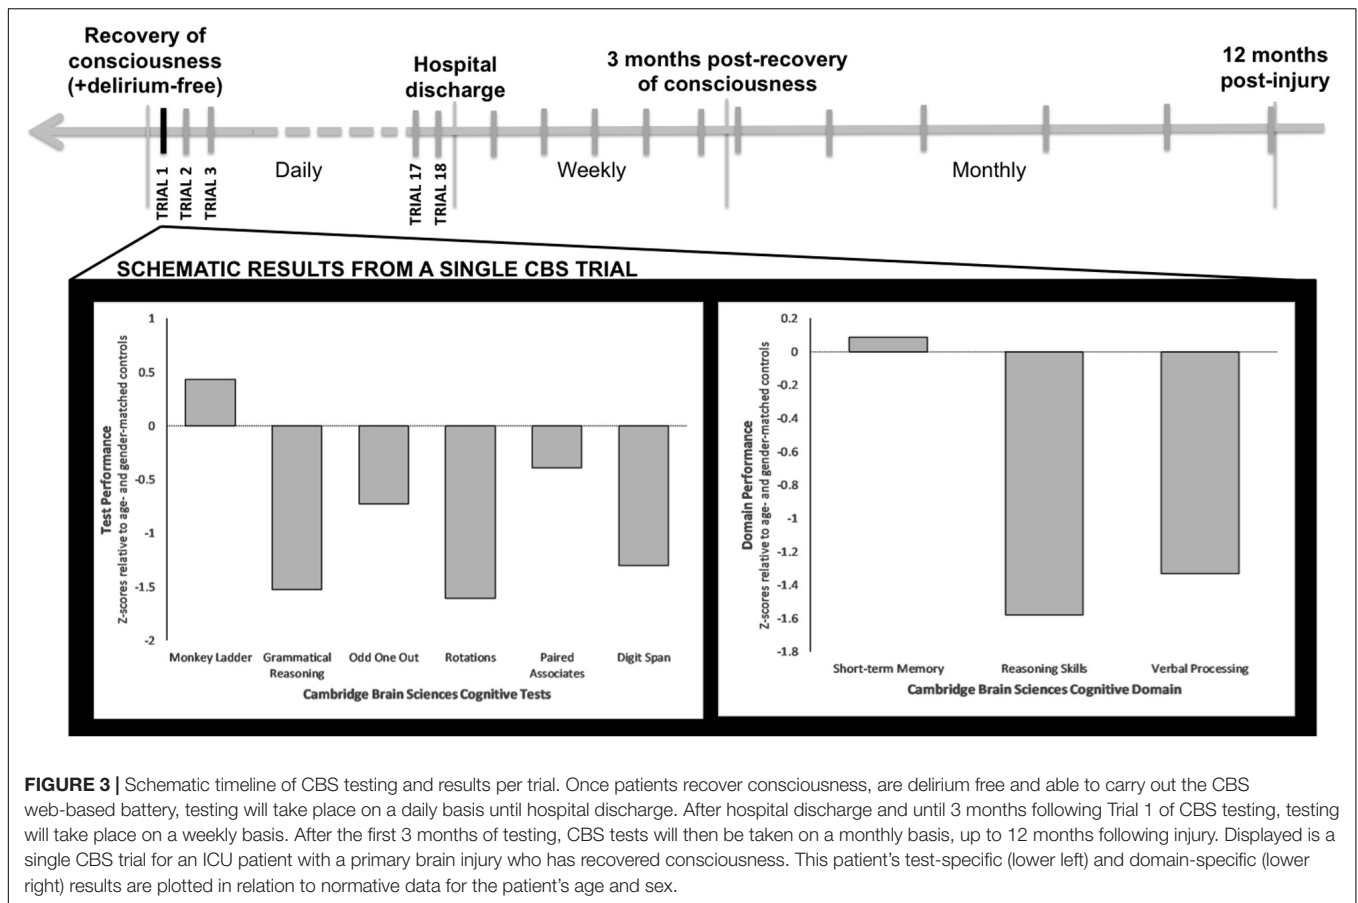 Recovery of
consciousness
(+delirium-free)
Hospital
discharge
3 months post-recovery
of consciousness
12 months
post-injury
TRIAL 1
TRIAL 2
TRIAL 3
Daily
TRIAL 17
TRIAL 18
Weekly
Monthly
SCHEMATIC RESULTS FROM A SINGLE CBS TRIAL
Test Performance
Z-scores relative to age- and gender-matched controls
1
0.5
0
-0.5
-1
-1.5
-2
Monkey Ladder
Grammatical
Reasoning
Odd One Out
Rotations
Paired
Associates
Digit Span
Cambridge Brain Sciences Cognitive Tests
Domain Performance
Z-scores relative to age- and gender-matched controls
0.2
0
-0.2
-0.4
-0.6
-0.8
-1
-1.2
-1.4
-1.6
-1.8
Short-term Memory
Reasoning Skills
Verbal Processing
Cambridge Brain Sciences Cognitive Domain
FIGURE 3 | Schematic timeline of CBS testing and results per trial. Once patients recover consciousness, are delirium free and able to carry out the CBS
web-based battery, testing will take place on a daily basis until hospital discharge. After hospital discharge and until 3 months following Trial 1 of CBS testing, testing
will take place on a weekly basis. After the first 3 months of testing, CBS tests will then be taken on a monthly basis, up to 12 months following injury. Displayed is a
single CBS trial for an ICU patient with a primary brain injury who has recovered consciousness. This patient's test-specific (lower left) and domain-specific (lower
right) results are plotted in relation to normative data for the patient's age and sex.